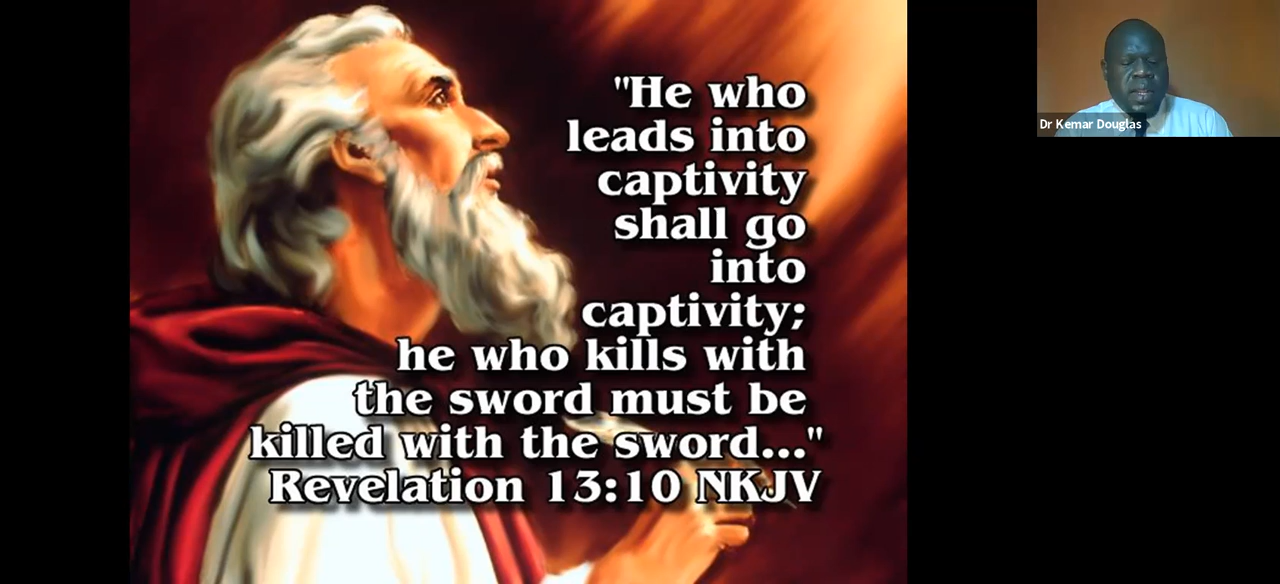 "He who
leads into
captivity
shall go
into
captivity;
he who kills with
the sword must be
killed with the sword..."
Revelation 13:10 NKJV
Dr Kemar Douglas